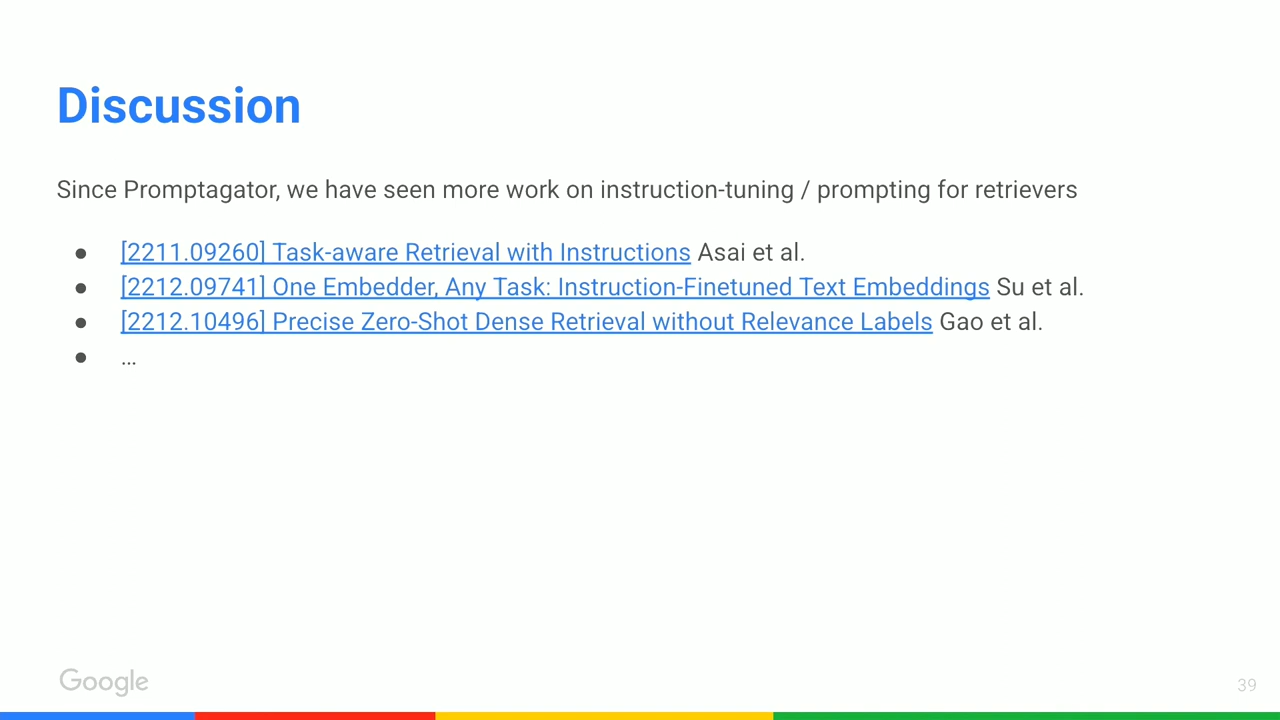 Discussion
Since Promptagator, we have seen more work on instruction-tuning / prompting for retrievers
● [2211.09260] Task-aware Retrieval with Instructions Asai et al.
● [2212.09741] One Embedder, Any Task: Instruction-Finetuned Text Embeddings Su et al.
● [2212.10496] Precise Zero-Shot Dense Retrieval without Relevance Labels Gao et al.
● …
Google
39